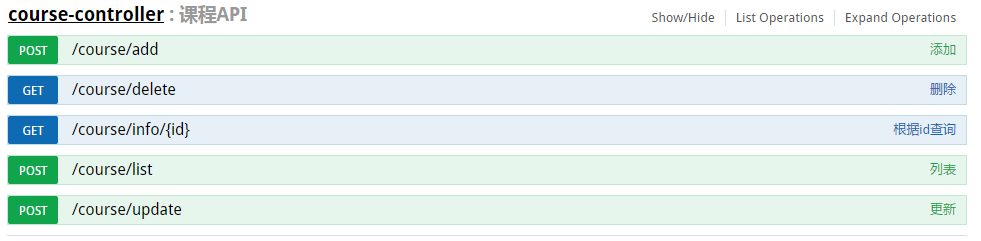 course-controller : 课程API Show/Hide List Operations Expand Operations
POST /course/add 添加
GET /course/delete 删除
GET /course/info/{id} 根据id查询
POST /course/list 列表
POST /course/update 更新